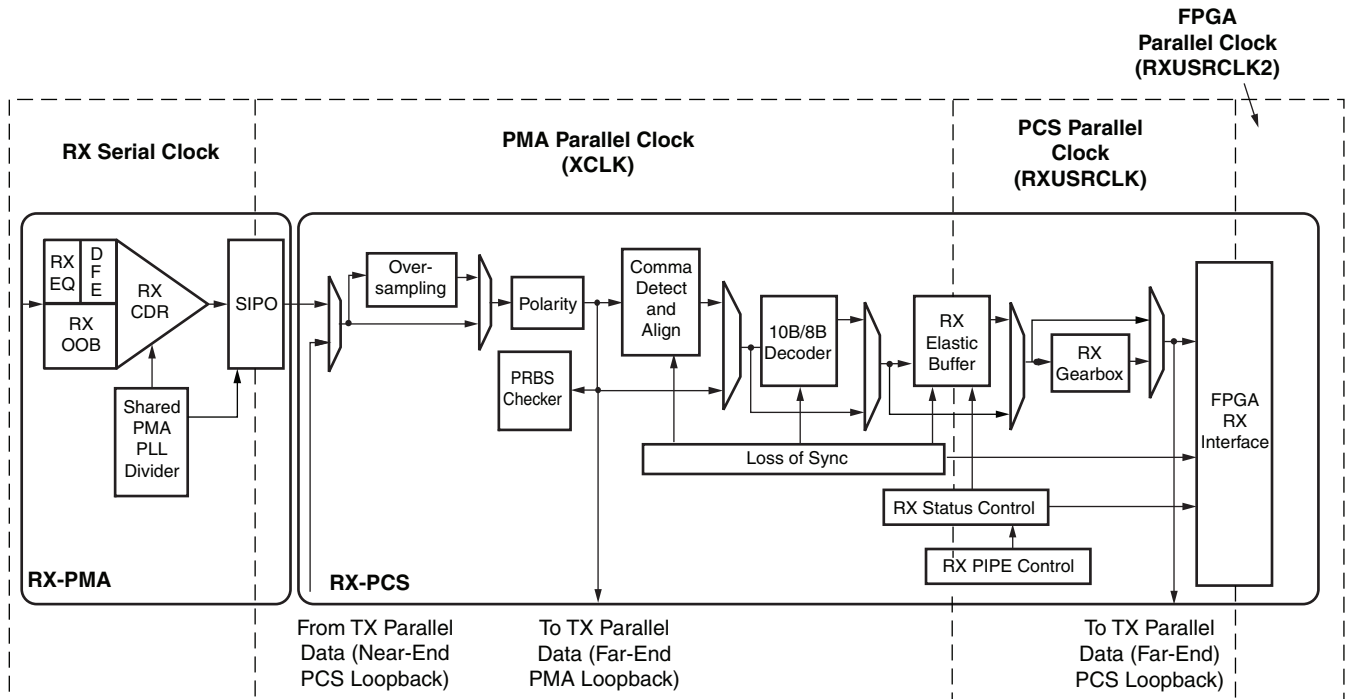 FPGA
Parallel Clock
(RXUSRCLK2)
RX Serial Clock
PMA Parallel Clock
(XCLK)
PCS Parallel
Clock
(RXUSRCLK)
RX
EQ
D
F
E
RX
OOB
RX
CDR
SIPO
Shared
PMA
PLL
Divider
RX-PMA
Over-
sampling
Polarity
PRBS
Checker
Comma
Detect
and
Align
10B/8B
Decoder
RX
Elastic
Buffer
RX
Gearbox
FPGA
RX
Interface
Loss of Sync
RX Status Control
RX PIPE Control
RX-PCS
From TX Parallel
Data (Near-End
PCS Loopback)
To TX Parallel
Data (Far-End
PMA Loopback)
To TX Parallel
Data (Far-End)
PCS Loopback)